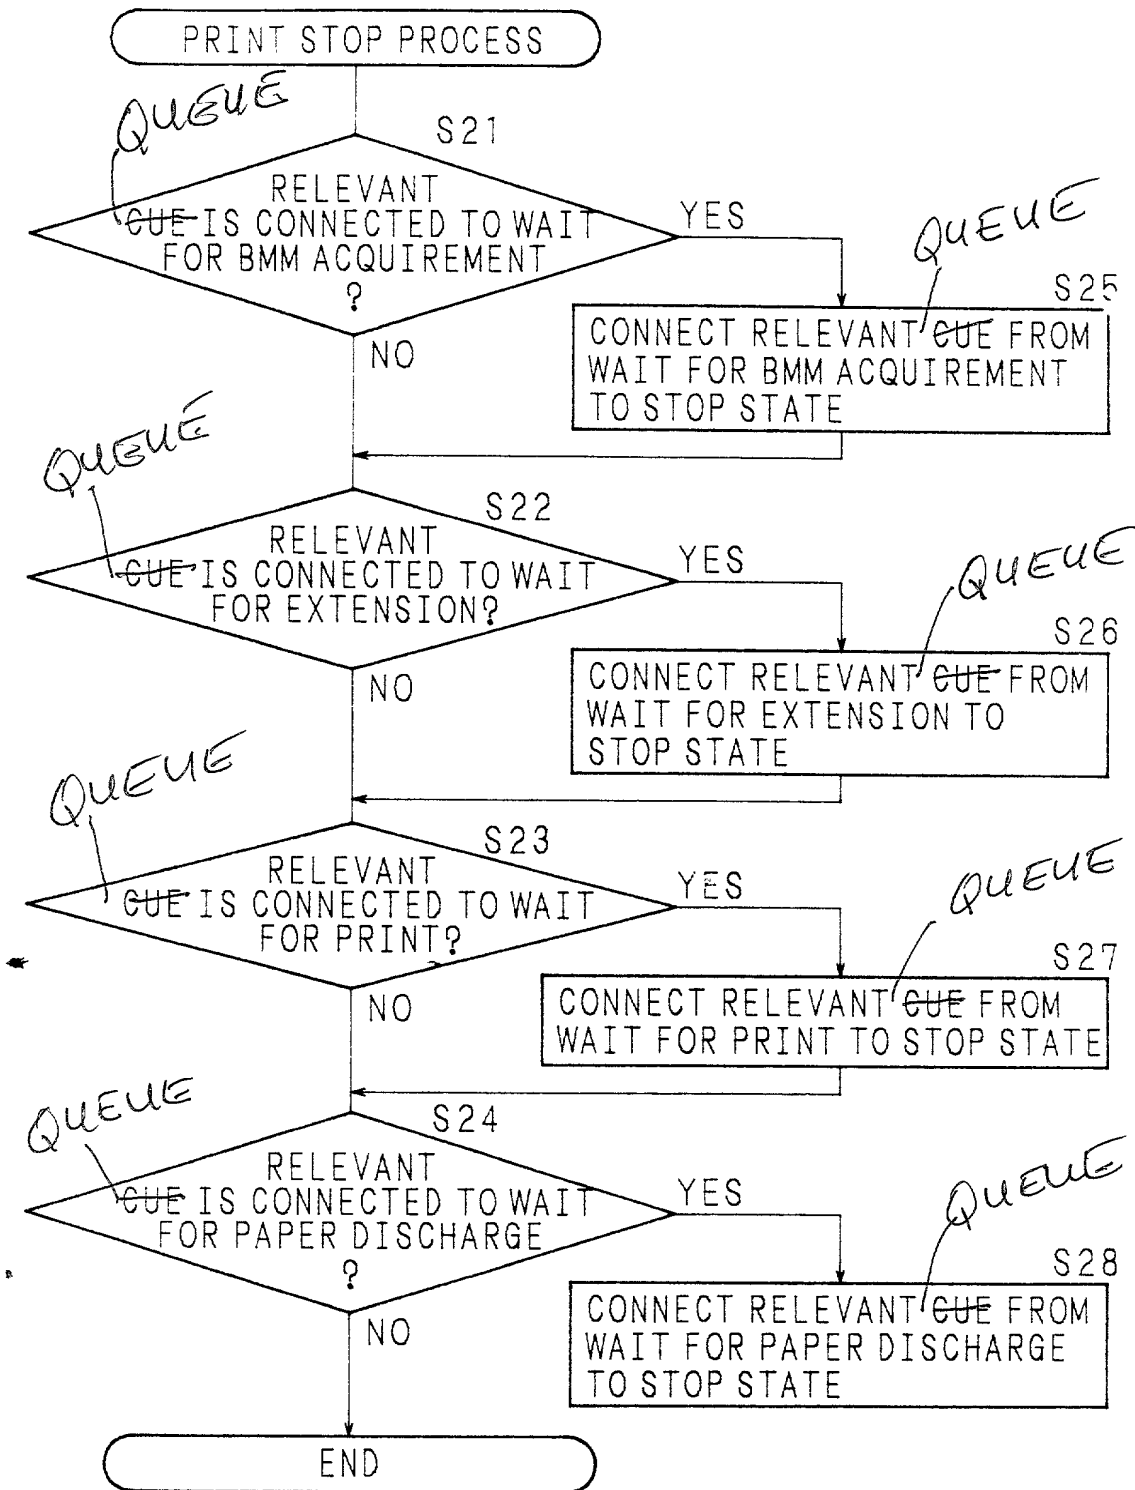 PRINT STOP PROCESS
QUEUE
S21
RELEVANT
CUE IS CONNECTED TO WAIT
FOR BMM ACQUIREMENT
?
YES
NO
QUEUE
S25
CONNECT RELEVANT CUE FROM
WAIT FOR BMM ACQUIREMENT
TO STOP STATE
QUEUE
S22
RELEVANT
CUE IS CONNECTED TO WAIT
FOR EXTENSION?
YES
NO
QUEUE
S26
CONNECT RELEVANT CUE FROM
WAIT FOR EXTENSION TO
STOP STATE
QUEUE
S23
RELEVANT
CUE IS CONNECTED TO WAIT
FOR PRINT?
YES
NO
QUEUE
S27
CONNECT RELEVANT CUE FROM
WAIT FOR PRINT TO STOP STATE
QUEUE
S24
RELEVANT
CUE IS CONNECTED TO WAIT
FOR PAPER DISCHARGE
?
YES
NO
QUEUE
S28
CONNECT RELEVANT CUE FROM
WAIT FOR PAPER DISCHARGE
TO STOP STATE
END